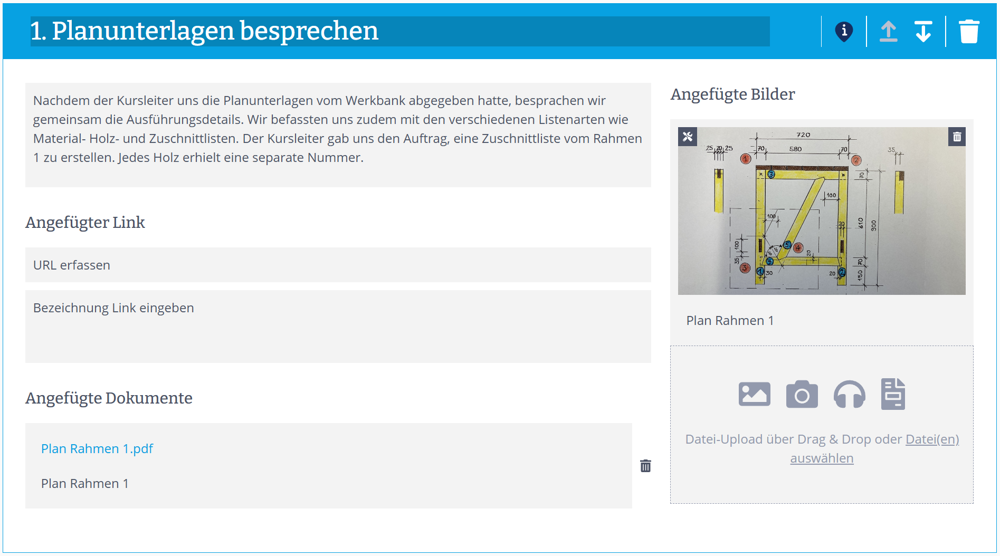 1. Planunterlagen besprechen
Nachdem der Kursleiter uns die Planunterlagen vom Werkbank abgegeben hatte, besprachen wir
gemeinsam die Ausführungsdetails. Wir befassten uns zudem mit den verschiedenen Listenarten wie
Material- Holz- und Zuschnittlisten. Der Kursleiter gab uns den Auftrag, eine Zuschnittliste vom Rahmen
1 zu erstellen. Jedes Holz erhielt eine separate Nummer.
Angefügter Link
URL erfassen
Bezeichnung Link eingeben
Angefügte Dokumente
Plan Rahmen 1.pdf
Plan Rahmen 1
Angefügte Bilder
720
25 20 25
70 580 70
35
1 2
3
70
100
100
20
610
900
100
5 4
½
½
20
35
4
70
3
1 30
20 2
150
Plan Rahmen 1
Datei-Upload über Drag & Drop oder Datei(en)
auswählen